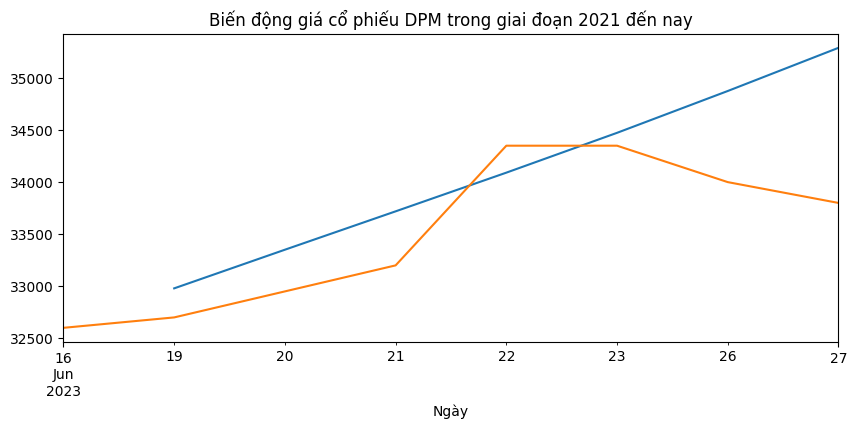 Biến động giá cổ phiếu DPM trong giai đoạn 2021 đến nay
35000
34500
34000
33500
33000
32500
16 19 20 21 22 23 26 27
Jun
2023
Ngày